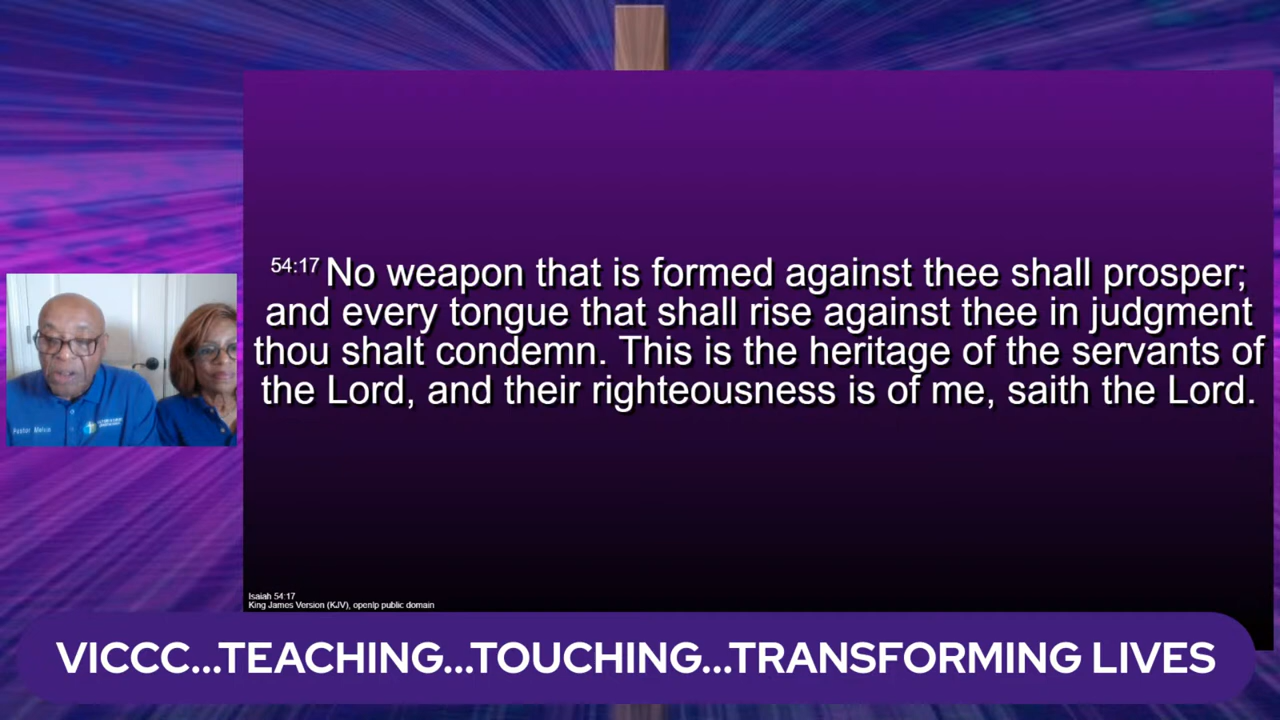 54:17 No weapon that is formed against thee shall prosper;
and every tongue that shall rise against thee in judgment
thou shalt condemn. This is the heritage of the servants of
the Lord, and their righteousness is of me, saith the Lord.
Pastor Melvin
Isaiah 54:17
King James Version (KJV), openlp public domain
VICCC...TEACHING...TOUCHING...TRANSFORMING LIVES